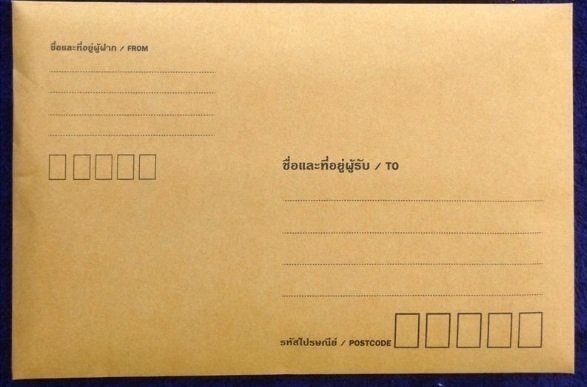 ชื่อและที่อยู่ผู้ฝาก / FROM
ชื่อและที่อยู่ผู้รับ / TO
รหัสไปรษณีย์ / POSTCODE